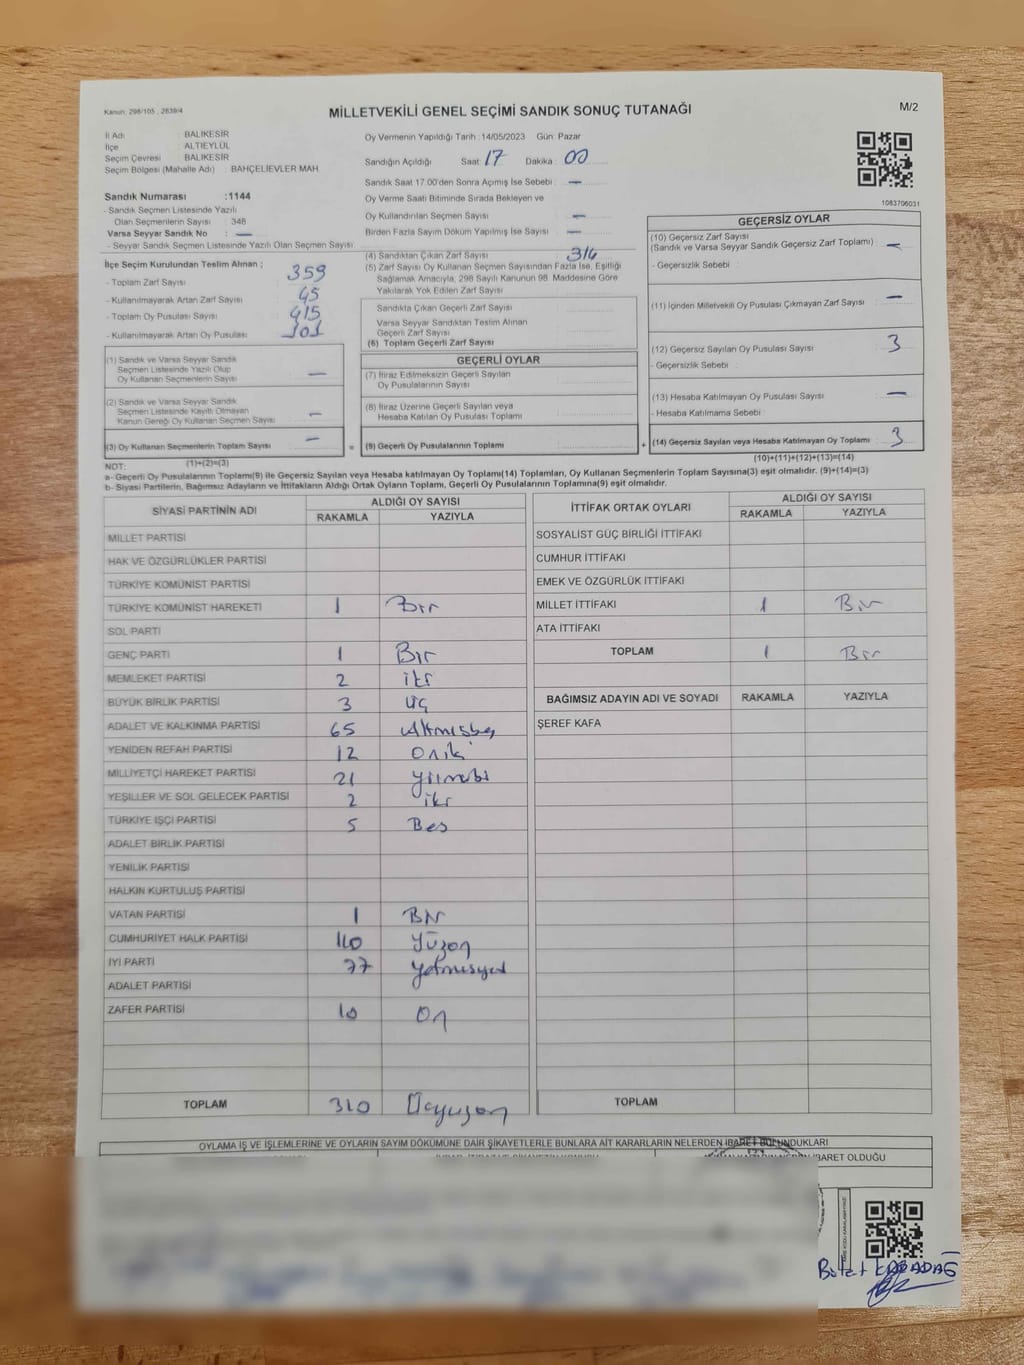 Kanun: 298/105 , 2839/4
MİLLETVEKİLİ GENEL SEÇİMİ SANDIK SONUÇ TUTANAĞI
M/2
İl Adı : BALIKESİR
İlçe : ALTIEYLÜL
Seçim Çevresi : BALIKESİR
Seçim Bölgesi (Mahalle Adı) : BAHÇELİEVLER MAH.
Sandık Numarası : 1144
- Sandık Seçmen Listesinde Yazılı
Olan Seçmenlerin Sayısı : 348
Varsa Seyyar Sandık No : —
- Seyyar Sandık Seçmen Listesinde Yazılı Olan Seçmen Sayısı:
Oy Vermenin Yapıldığı Tarih : 14/05/2023 Gün: Pazar
Sandığın Açıldığı Saat : 17 Dakika : 00
Sandık Saat 17.00'den Sonra Açımış İse Sebebi : —
Oy Verme Saati Bitiminde Sırada Bekleyen ve
Oy Kullandırılan Seçmen Sayısı : —
Birden Fazla Sayım Döküm Yapılmış İse Sayısı : —
1083706031
İlçe Seçim Kurulundan Teslim Alınan ;
- Toplam Zarf Sayısı : 359
- Kullanılmayarak Artan Zarf Sayısı : 45
- Toplam Oy Pusulası Sayısı : 415
- Kullanılmayarak Artan Oy Pusulası : 101
(4) Sandıktan Çıkan Zarf Sayısı : 314
(5) Zarf Sayısı Oy Kullanan Seçmen Sayısından Fazla İse, Eşitliği
Sağlamak Amacıyla, 298 Sayılı Kanunun 98. Maddesine Göre
Yakılarak Yok Edilen Zarf Sayısı :
Sandıkta Çıkan Geçerli Zarf Sayısı :
Varsa Seyyar Sandıktan Teslim Alınan
Geçerli Zarf Sayısı :
(6) Toplam Geçerli Zarf Sayısı :
GEÇERSİZ OYLAR
(10) Geçersiz Zarf Sayısı
(Sandık ve Varsa Seyyar Sandık Geçersiz Zarf Toplamı) : —
- Geçersizlik Sebebi :
(11) İçinden Milletvekili Oy Pusulası Çıkmayan Zarf Sayısı : —
(12) Geçersiz Sayılan Oy Pusulası Sayısı : 3
- Geçersizlik Sebebi :
(13) Hesaba Katılmayan Oy Pusulası Sayısı : —
- Hesaba Katılmama Sebebi :
(14) Geçersiz Sayılan veya Hesaba Katılmayan Oy Toplamı : 3
(10)+(11)+(12)+(13)=(14)
(1) Sandık ve Varsa Seyyar Sandık
Seçmen Listesinde Yazılı Olup
Oy Kullanan Seçmenlerin Sayısı : —
(2) Sandık ve Varsa Seyyar Sandık
Seçmen Listesinde Kayıtlı Olmayan
Kanun Gereği Oy Kullanan Seçmen Sayısı : —
(3) Oy Kullanan Seçmenlerin Toplam Sayısı : —
(1)+(2)=(3)
=
GEÇERLİ OYLAR
(7) İtiraz Edilmeksizin Geçerli Sayılan
Oy Pusulalarının Sayısı :
(8) İtiraz Üzerine Geçerli Sayılan veya
Hesaba Katılan Oy Pusulası Toplamı :
(9) Geçerli Oy Pusulalarının Toplamı :
+
NOT:
a- Geçerli Oy Pusulalarının Toplamı(9) ile Geçersiz Sayılan veya Hesaba katılmayan Oy Toplamı(14) Toplamları, Oy Kullanan Seçmenlerin Toplam Sayısına(3) eşit olmalıdır. (9)+(14)=(3)
b- Siyasi Partilerin, Bağımsız Adayların ve İttifakların Aldığı Ortak Oyların Toplamı, Geçerli Oy Pusulalarının Toplamına(9) eşit olmalıdır.
SİYASİ PARTİNİN ADI ALDIĞI OY SAYISI
RAKAMLA YAZIYLA
MİLLET PARTİSİ
HAK VE ÖZGÜRLÜKLER PARTİSİ
TÜRKİYE KOMÜNİST PARTİSİ
TÜRKİYE KOMÜNİST HAREKETİ 1 Bir
SOL PARTİ
GENÇ PARTİ 1 Bir
MEMLEKET PARTİSİ 2 iki
BÜYÜK BİRLİK PARTİSİ 3 üç
ADALET VE KALKINMA PARTİSİ 65 Altmışbeş
YENİDEN REFAH PARTİSİ 12 Oniki
MİLLİYETÇİ HAREKET PARTİSİ 21 yirmibi
YEŞİLLER VE SOL GELECEK PARTİSİ 2 iki
TÜRKİYE İŞÇİ PARTİSİ 5 Beş
ADALET BİRLİK PARTİSİ
YENİLİK PARTİSİ
HALKIN KURTULUŞ PARTİSİ
VATAN PARTİSİ 1 Bir
CUMHURİYET HALK PARTİSİ 110 Yüzon
İYİ PARTİ 77 yetmişyedi
ADALET PARTİSİ
ZAFER PARTİSİ 10 On
TOPLAM 310 Üçyüzon
İTTİFAK ORTAK OYLARI ALDIĞI OY SAYISI
RAKAMLA YAZIYLA
SOSYALİST GÜÇ BİRLİĞİ İTTİFAKI
CUMHUR İTTİFAKI
EMEK VE ÖZGÜRLÜK İTTİFAKI
MİLLET İTTİFAKI 1 Bir
ATA İTTİFAKI
TOPLAM 1 Bir
BAĞIMSIZ ADAYIN ADI VE SOYADI RAKAMLA YAZIYLA
ŞEREF KAFA
TOPLAM
OYLAMA İŞ VE İŞLEMLERİNE VE OYLARIN SAYIM DÖKÜMÜNE DAİR ŞİKAYETLERLE BUNLARA AİT KARARLARIN NELERDEN İBARET BULUNDUKLARI
İBARET OLDUĞU
KABADAĞ